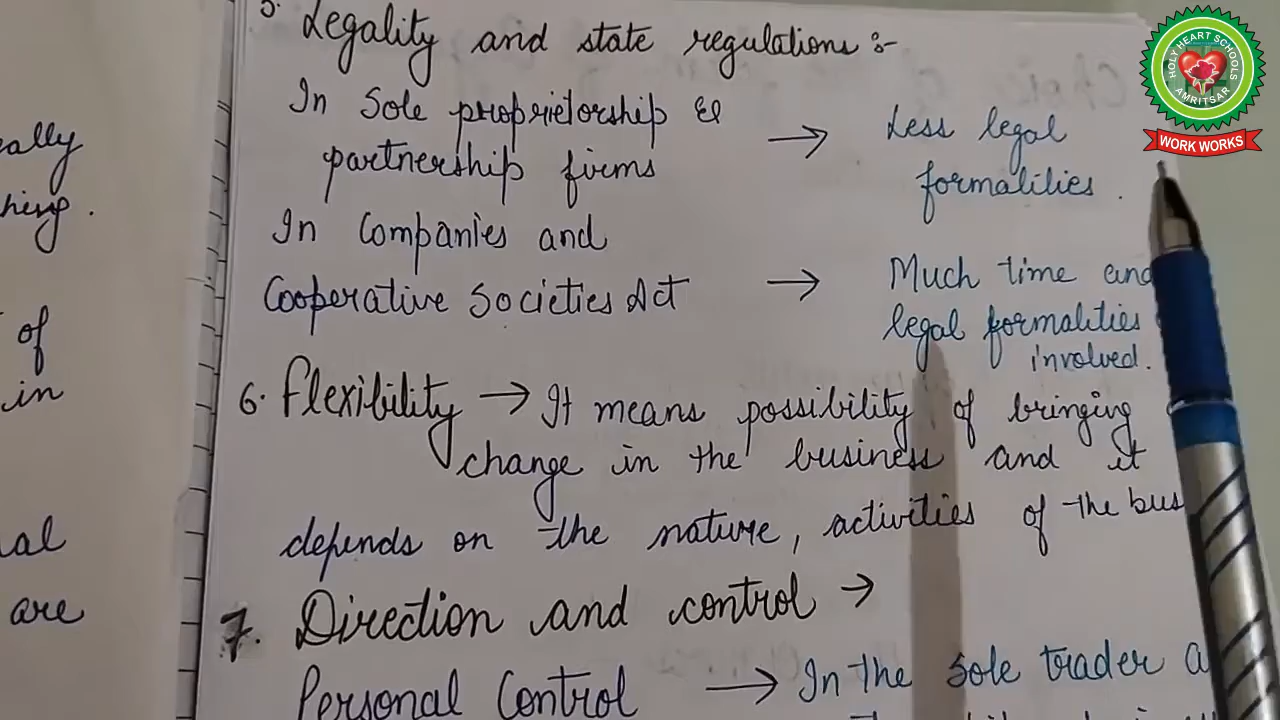 5. Legality and state regulations :-
In Sole proprietorship &
partnership firms → Less legal
formalities.
In Companies and
Cooperative Societies Act → Much time and
legal formalities
involved.
6. Flexibility → It means possibility of bringing
change in the business and it
depends on the nature, activities of the bus
7. Direction and control →
Personal Control → In the sole trader a
eally
hing.
of
in
al
are
HOLY HEART SCHOOLS
AMRITSAR
WORK WORKS